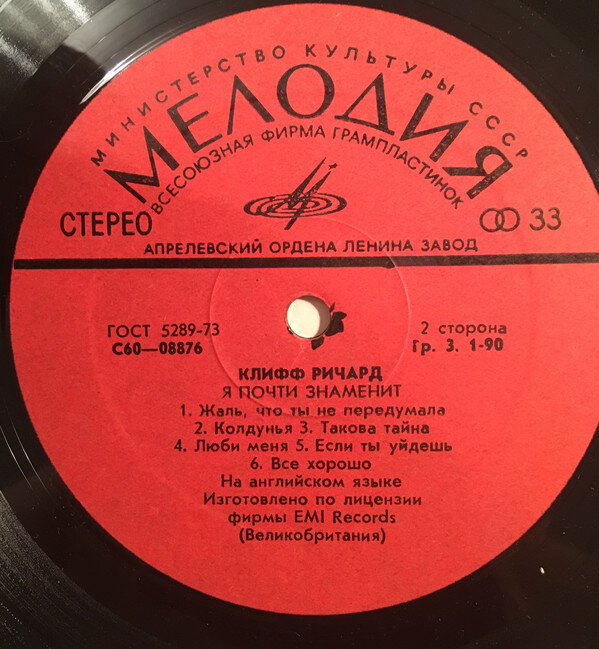 МИНИСТЕРСТВО КУЛЬТУРЫ СССР
МЕЛОДИЯ
ВСЕСОЮЗНАЯ ФИРМА ГРАМПЛАСТИНОК
СТЕРЕО
33
АПРЕЛЕВСКИЙ ОРДЕНА ЛЕНИНА ЗАВОД
ГОСТ 5289-73
С60—08876
2 сторона
Гр. 3. 1-90
КЛИФФ РИЧАРД
Я ПОЧТИ ЗНАМЕНИТ
1. Жаль, что ты не передумала
2. Колдунья 3. Такова тайна
4. Люби меня 5. Если ты уйдешь
6. Все хорошо
На английском языке
Изготовлено по лицензии
фирмы EMI Records
(Великобритания)